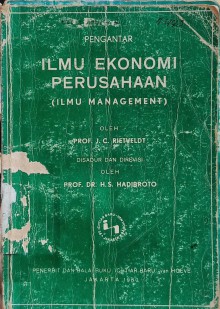 PENGANTAR
ILMU EKONOMI
PERUSAHAAN
(ILMU MANAGEMENT)
OLEH
PROF. J. C. RIETVELDT
DISADUR DAN DIREVISI
OLEH
PROF. DR. H. S. HADIBROTO
PENERBIT DAN BALAI BUKU ICHTIAR BARU - van HOEVE
JAKARTA